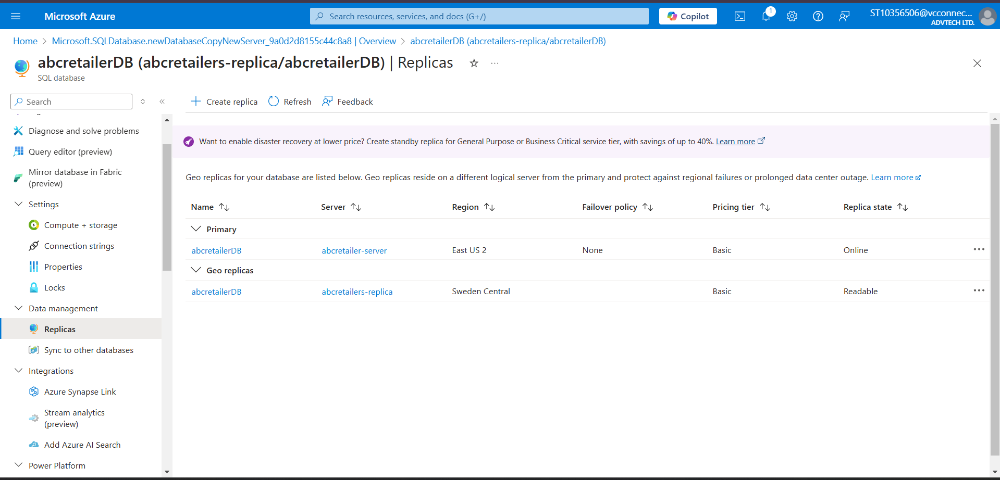 Microsoft Azure
Search resources, services, and docs (G+/)
Copilot
1
ST10356506@vcconnec...
ADVTECH LTD.
Home > Microsoft.SQLDatabase.newDatabaseCopyNewServer_9a0d2d8155c44c8a8 | Overview > abcretailerDB (abcretailers-replica/abcretailerDB)
abcretailerDB (abcretailers-replica/abcretailerDB) | Replicas
SQL database
Search
Create replica
Refresh
Feedback
Diagnose and solve problems
Query editor (preview)
Mirror database in Fabric
(preview)
Settings
Compute + storage
Connection strings
Properties
Locks
Data management
Replicas
Sync to other databases
Integrations
Azure Synapse Link
Stream analytics
(preview)
Add Azure AI Search
Power Platform
Want to enable disaster recovery at lower price? Create standby replica for General Purpose or Business Critical service tier, with savings of up to 40%. Learn more
Geo replicas for your database are listed below. Geo replicas reside on a different logical server from the primary and protect against regional failures or prolonged data center outage. Learn more
Name Server Region Failover policy Pricing tier Replica state
Primary
abcretailerDB abcretailer-server East US 2 None Basic Online
Geo replicas
abcretailerDB abcretailers-replica Sweden Central Basic Readable